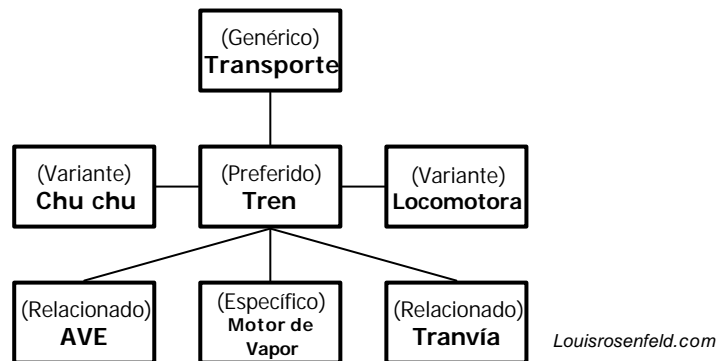 (Genérico)
Transporte
(Variante)
Chu chu
(Preferido)
Tren
(Variante)
Locomotora
(Relacionado)
AVE
(Específico)
Motor de
Vapor
(Relacionado)
Tranvía
Louisrosenfeld.com